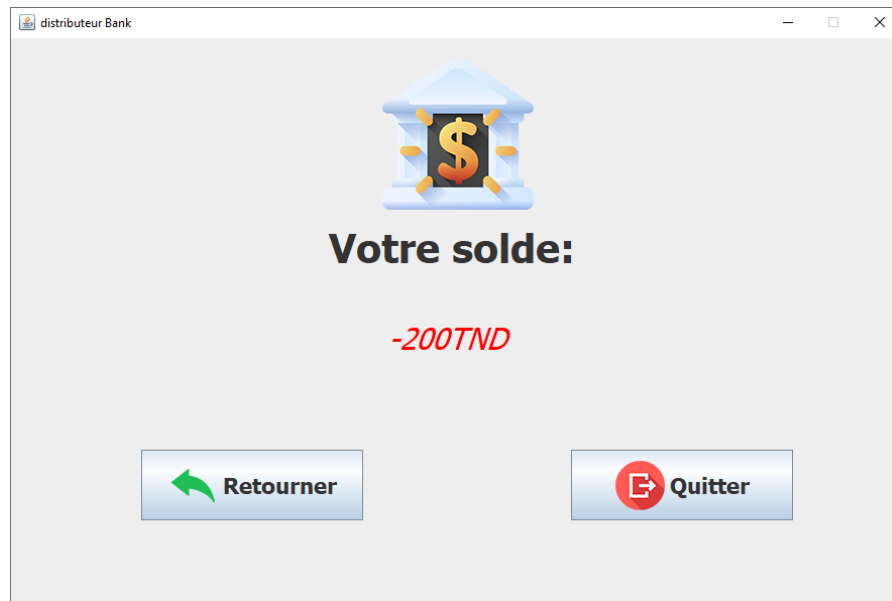 distributeur Bank
$
Votre solde:
-200TND
Retourner
Quitter